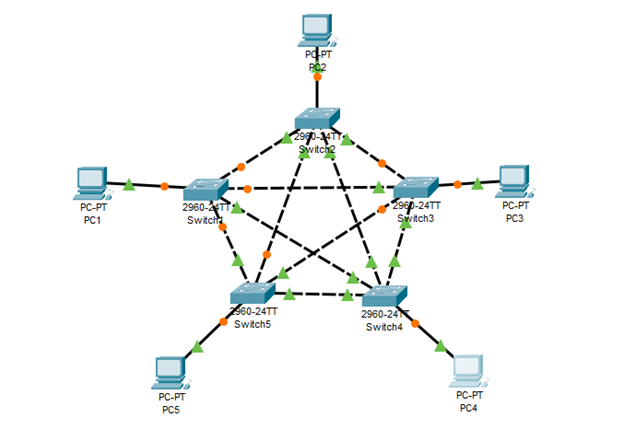 PC-PT
PC2
2960-24TT
Switch2
PC-PT
PC1
2960-24TT
Switch1
2960-24TT
Switch3
PC-PT
PC3
2960-24TT
Switch5
2960-24TT
Switch4
PC-PT
PC5
PC-PT
PC4